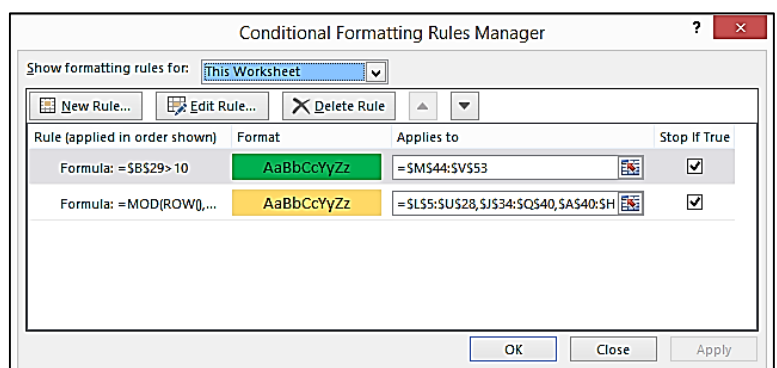 Conditional Formatting Rules Manager ? ×
Show formatting rules for: This Worksheet
New Rule... Edit Rule... Delete Rule
Rule (applied in order shown) Format Applies to Stop If True
Formula: =$B$29>10 AaBbCcYyZz =$M$44:$V$53
Formula: =MOD(ROW(),... AaBbCcYyZz =$L$5:$U$28,$J$34:$Q$40,$A$40:$H
OK Close Apply